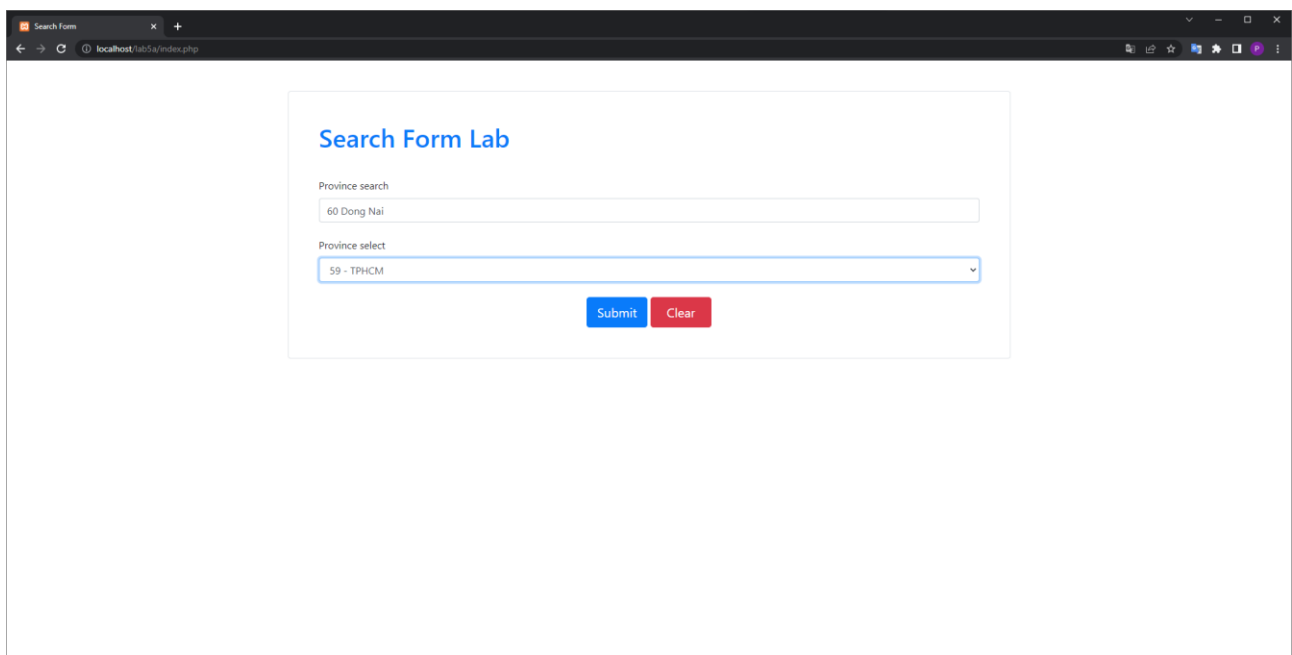 Search Form
localhost/lab5a/index.php
P
Search Form Lab
Province search
60 Dong Nai
Province select
59 - TPHCM
Submit Clear